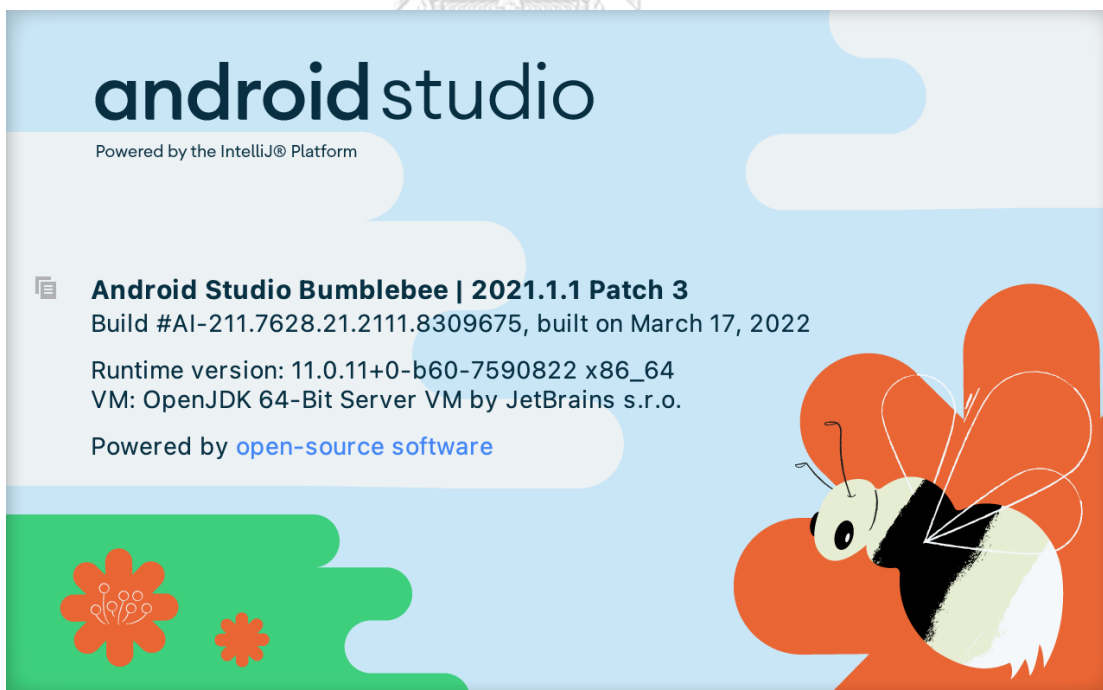 android studio
Powered by the IntelliJ® Platform
Android Studio Bumblebee | 2021.1.1 Patch 3
Build #AI-211.7628.21.2111.8309675, built on March 17, 2022
Runtime version: 11.0.11+0-b60-7590822 x86_64
VM: OpenJDK 64-Bit Server VM by JetBrains s.r.o.
Powered by open-source software